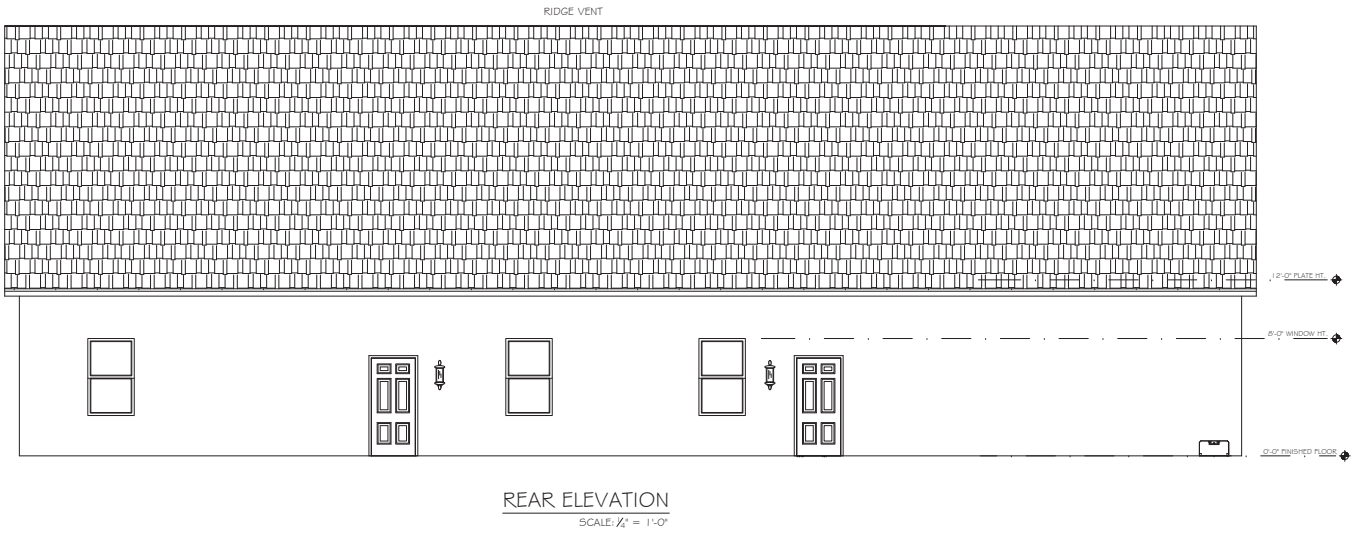 RIDGE VENT
12'-0" PLATE HT.
8'-0" WINDOW HT.
0'-0" FINISHED FLOOR
REAR ELEVATION
SCALE: 1/4" = 1'-0"